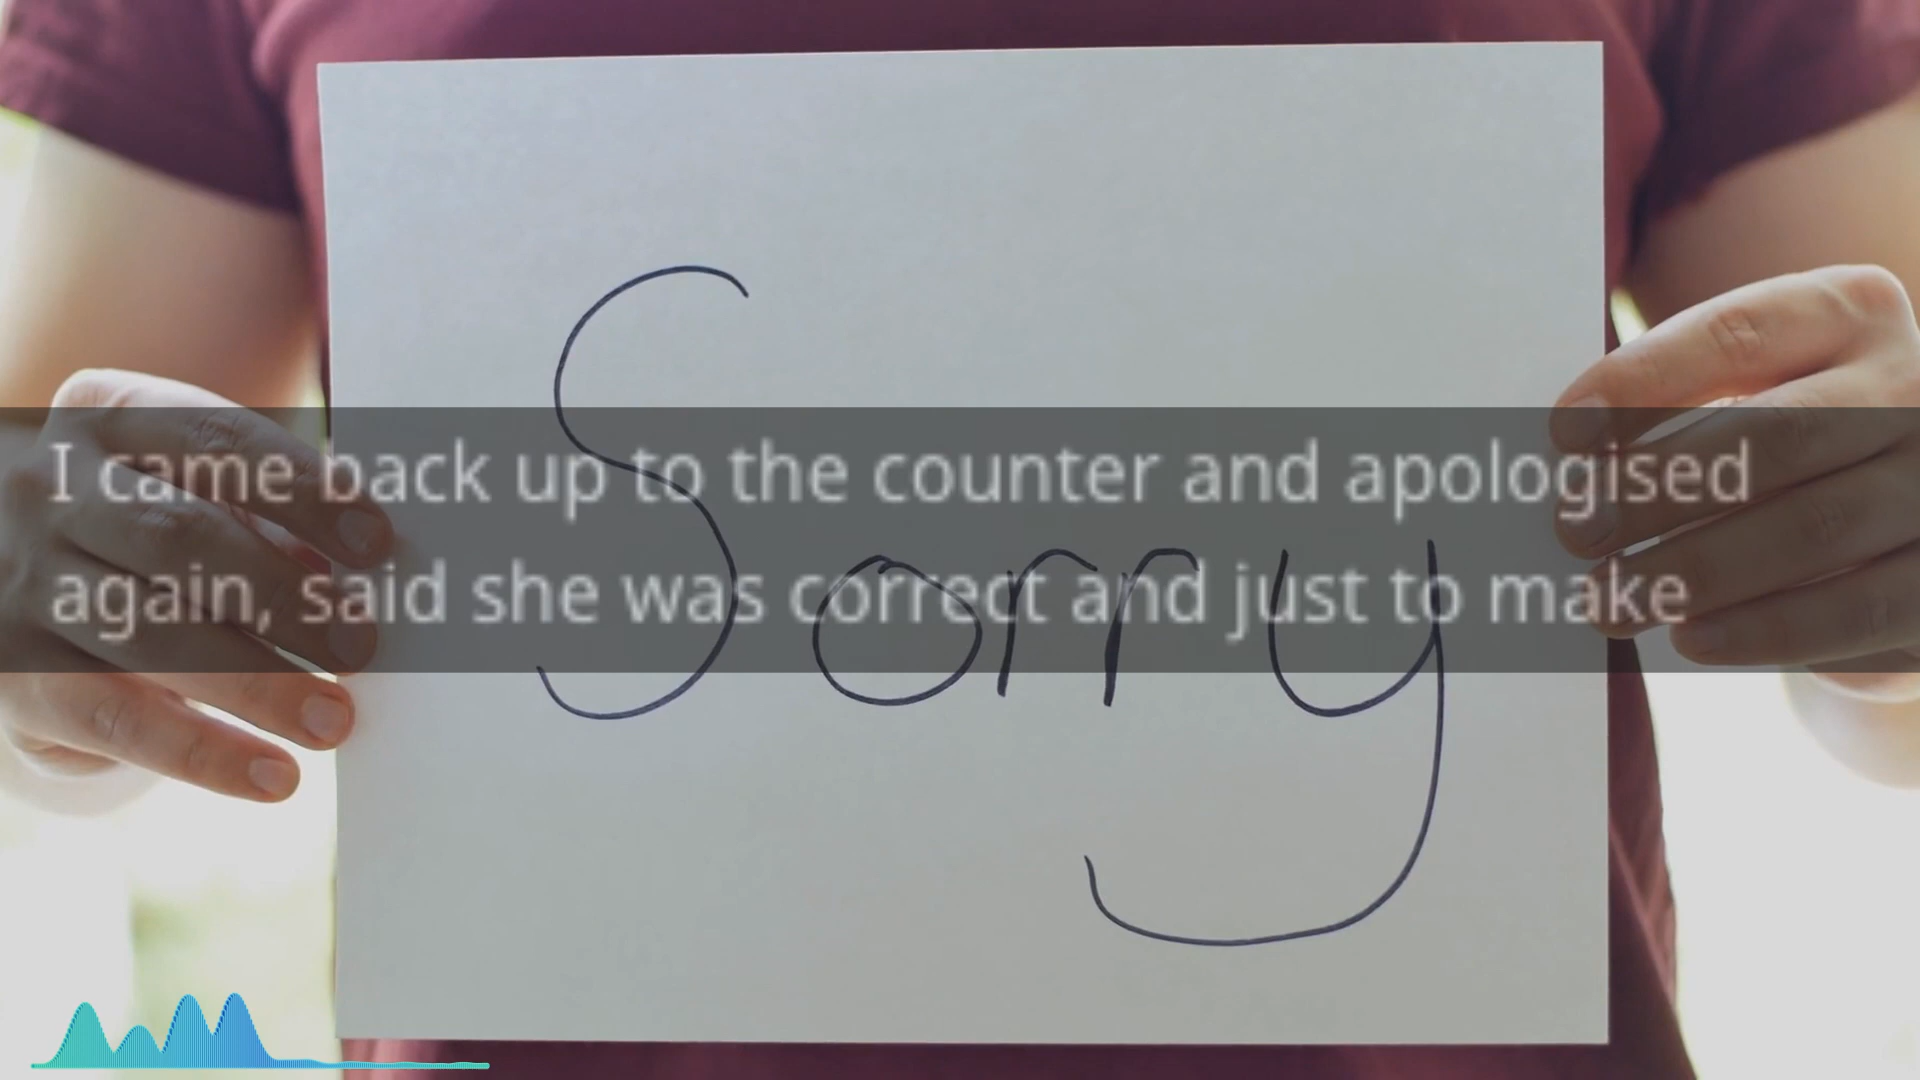 Sorry
I came back up to the counter and apologised
again, said she was correct and just to make